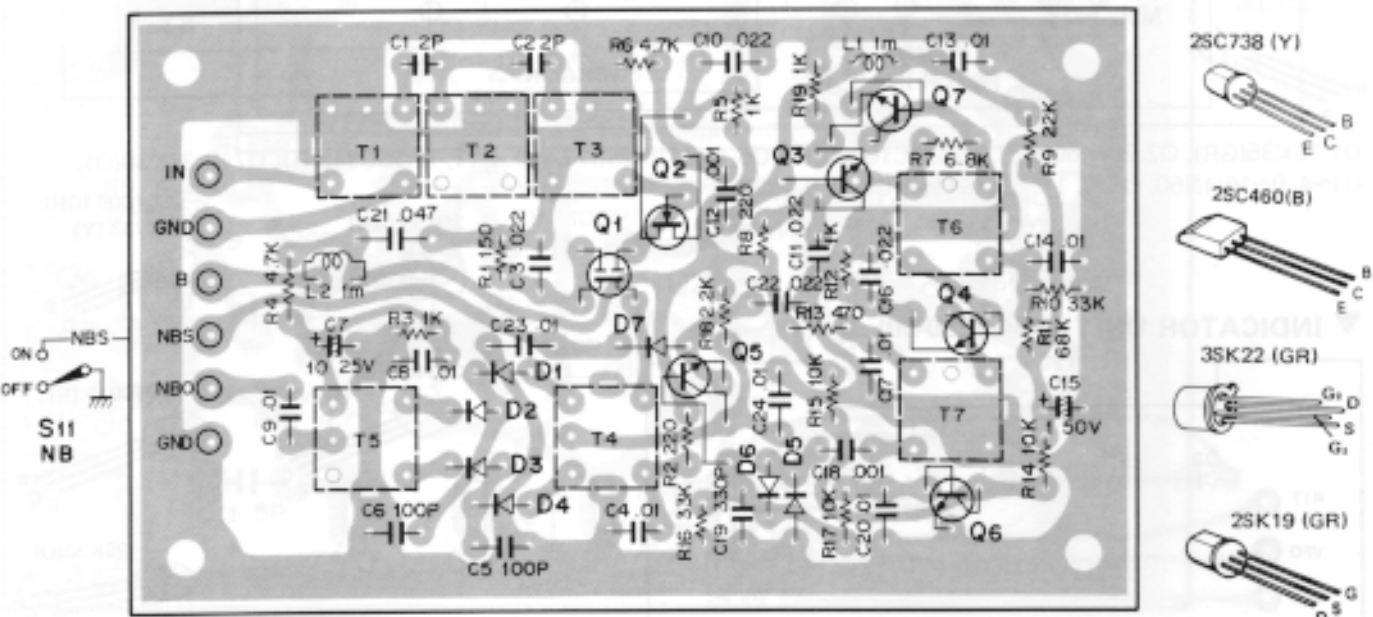 C1 2P
C2 2P
R6 4.7K
C10 .022
L1 1m
C13 .01
2SC738 (Y)
B
C
E
R5 1K
R19 1K
Q7
R9 22K
T1
T2
T3
Q2
Q3
R7 6.8K
IN
C12 .001
2SC460(B)
B
C
E
GND
C21 .047
R1 150
C3 .022
Q1
R8 220
C11 .022
R12 1K
C16 .022
T6
C14 .01
B
R4 4.7K
L2 1m
C22 .022
R10 33K
▼ INDICATOR
NBS
ON
NBS
C7
10 25V
R3 1K
C8 .01
C23 .01
D7
R18 2.2K
R13 470
Q4
R11 68K
3SK22 (GR)
G2
D
S
G1
OFF
D1
Q5
NBO
D2
C24 .01
R15 10K
C15
50V
S11
NB
C9 .01
T5
T4
T7
GND
D3
R2 220
D6
D5
C18 .001
R14 10K
D4
C6 100P
C4 .01
R16 33K
C19 330P
R17 10K
C20 .01
Q6
2SK19 (GR)
G
S
D
C5 100P